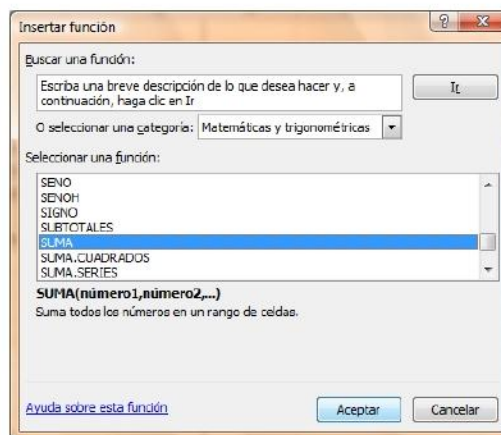 Insertar función
Buscar una función:
Escriba una breve descripción de lo que desea hacer y, a
continuación, haga clic en Ir
Ir
O seleccionar una categoría: Matemáticas y trigonométricas
Seleccionar una función:
SENO
SENOH
SIGNO
SUBTOTALES
SUMA
SUMA.CUADRADOS
SUMA.SERIES
SUMA(número1,número2,...)
Suma todos los números en un rango de celdas.
Ayuda sobre esta función
Aceptar
Cancelar